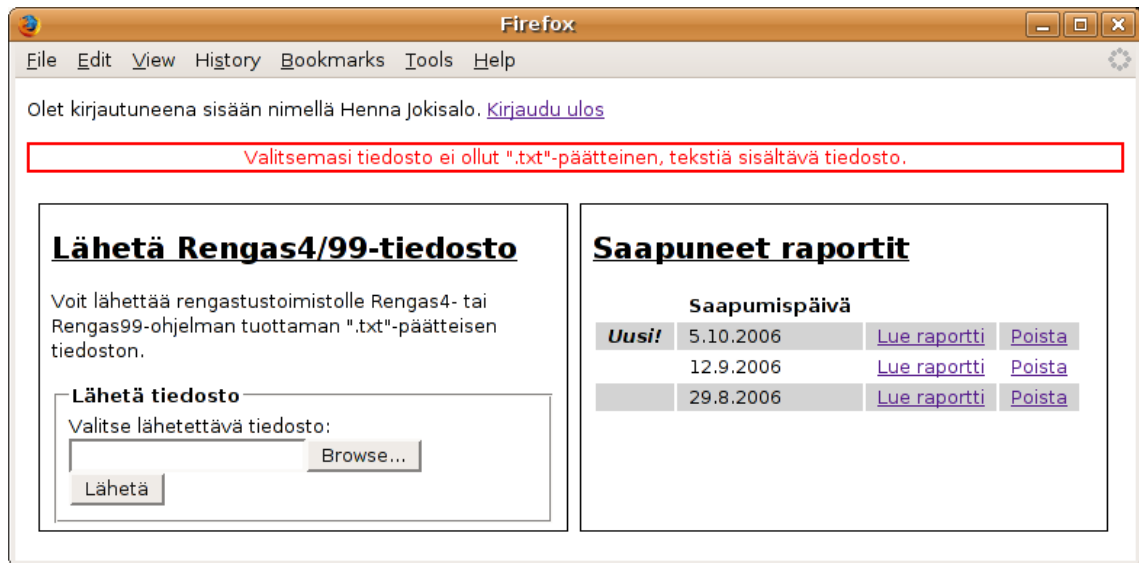 Firefox
File Edit View History Bookmarks Tools Help
Olet kirjautuneena sisään nimellä Henna Jokisalo. Kirjaudu ulos
Valitsemasi tiedosto ei ollut ".txt"-päätteinen, tekstiä sisältävä tiedosto.
Lähetä Rengas4/99-tiedosto
Voit lähettää rengastustoimistolle Rengas4- tai
Rengas99-ohjelman tuottaman ".txt"-päätteisen
tiedoston.
Lähetä tiedosto
Valitse lähetettävä tiedosto:
Browse...
Lähetä
Saapuneet raportit
Saapumispäivä
Uusi! 5.10.2006 Lue raportti Poista
12.9.2006 Lue raportti Poista
29.8.2006 Lue raportti Poista